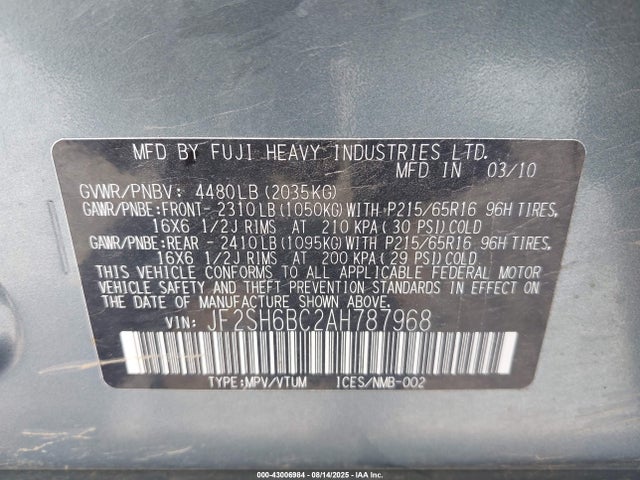 MFD BY FUJI HEAVY INDUSTRIES LTD.
MFD IN 03/10
GVWR/PNBV: 4480LB(2035KG)
GAWR/PNBE:FRONT- 2310LB(1050KG)WITH P215/65R16 96H TIRES,
16X6 1/2J RIMS AT 210 KPA(30 PSI)COLD
GAWR/PNBE:REAR - 2410LB(1095KG)WITH P215/65R16 96H TIRES,
16X6 1/2J RIMS AT 200 KPA(29 PSI)COLD
THIS VEHICLE CONFORMS TO ALL APPLICABLE FEDERAL MOTOR
VEHICLE SAFETY AND THEFT PREVENTION STANDARDS IN EFFECT
ON THE DATE OF MANUFACTURE SHOWN ABOVE.
VIN: JF2SH6BC2AH787968
TYPE:MPV/VTUM ICES/NMB-002
000-43006984 - 08/14/2025 - IAA Inc.